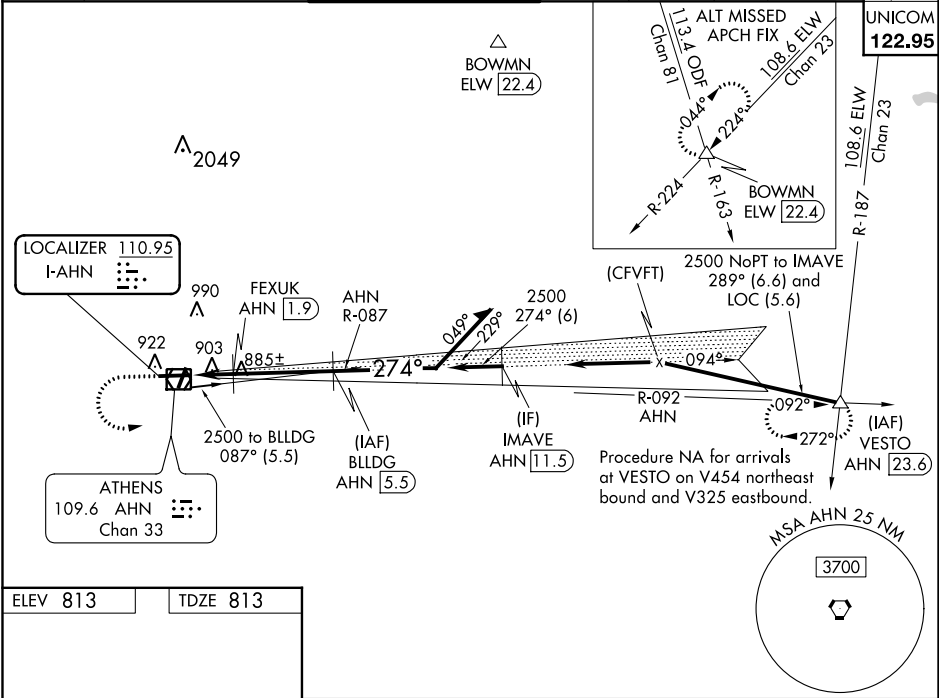 UNICOM
122.95
ALT MISSED
APCH FIX
113.4 ODF
Chan 81
108.6 ELW
Chan 23
044°
224°
R-224
R-163
BOWMN
ELW 22.4
BOWMN
ELW 22.4
108.6 ELW
Chan 23
R-187
2049
LOCALIZER 110.95
I-AHN
990
922
903
885±
FEXUK
AHN 1.9
AHN
R-087
049°
229°
2500
274° (6)
(CFVFT)
2500 NoPT to IMAVE
289° (6.6) and
LOC (5.6)
274°
094°
x
R-092
AHN
092°
272°
2500 to BLLDG
087° (5.5)
(IAF)
BLLDG
AHN 5.5
(IF)
IMAVE
AHN 11.5
(IAF)
VESTO
AHN 23.6
Procedure NA for arrivals
at VESTO on V454 northeast
bound and V325 eastbound.
ATHENS
109.6 AHN
Chan 33
MSA AHN 25 NM
3700
ELEV 813
TDZE 813